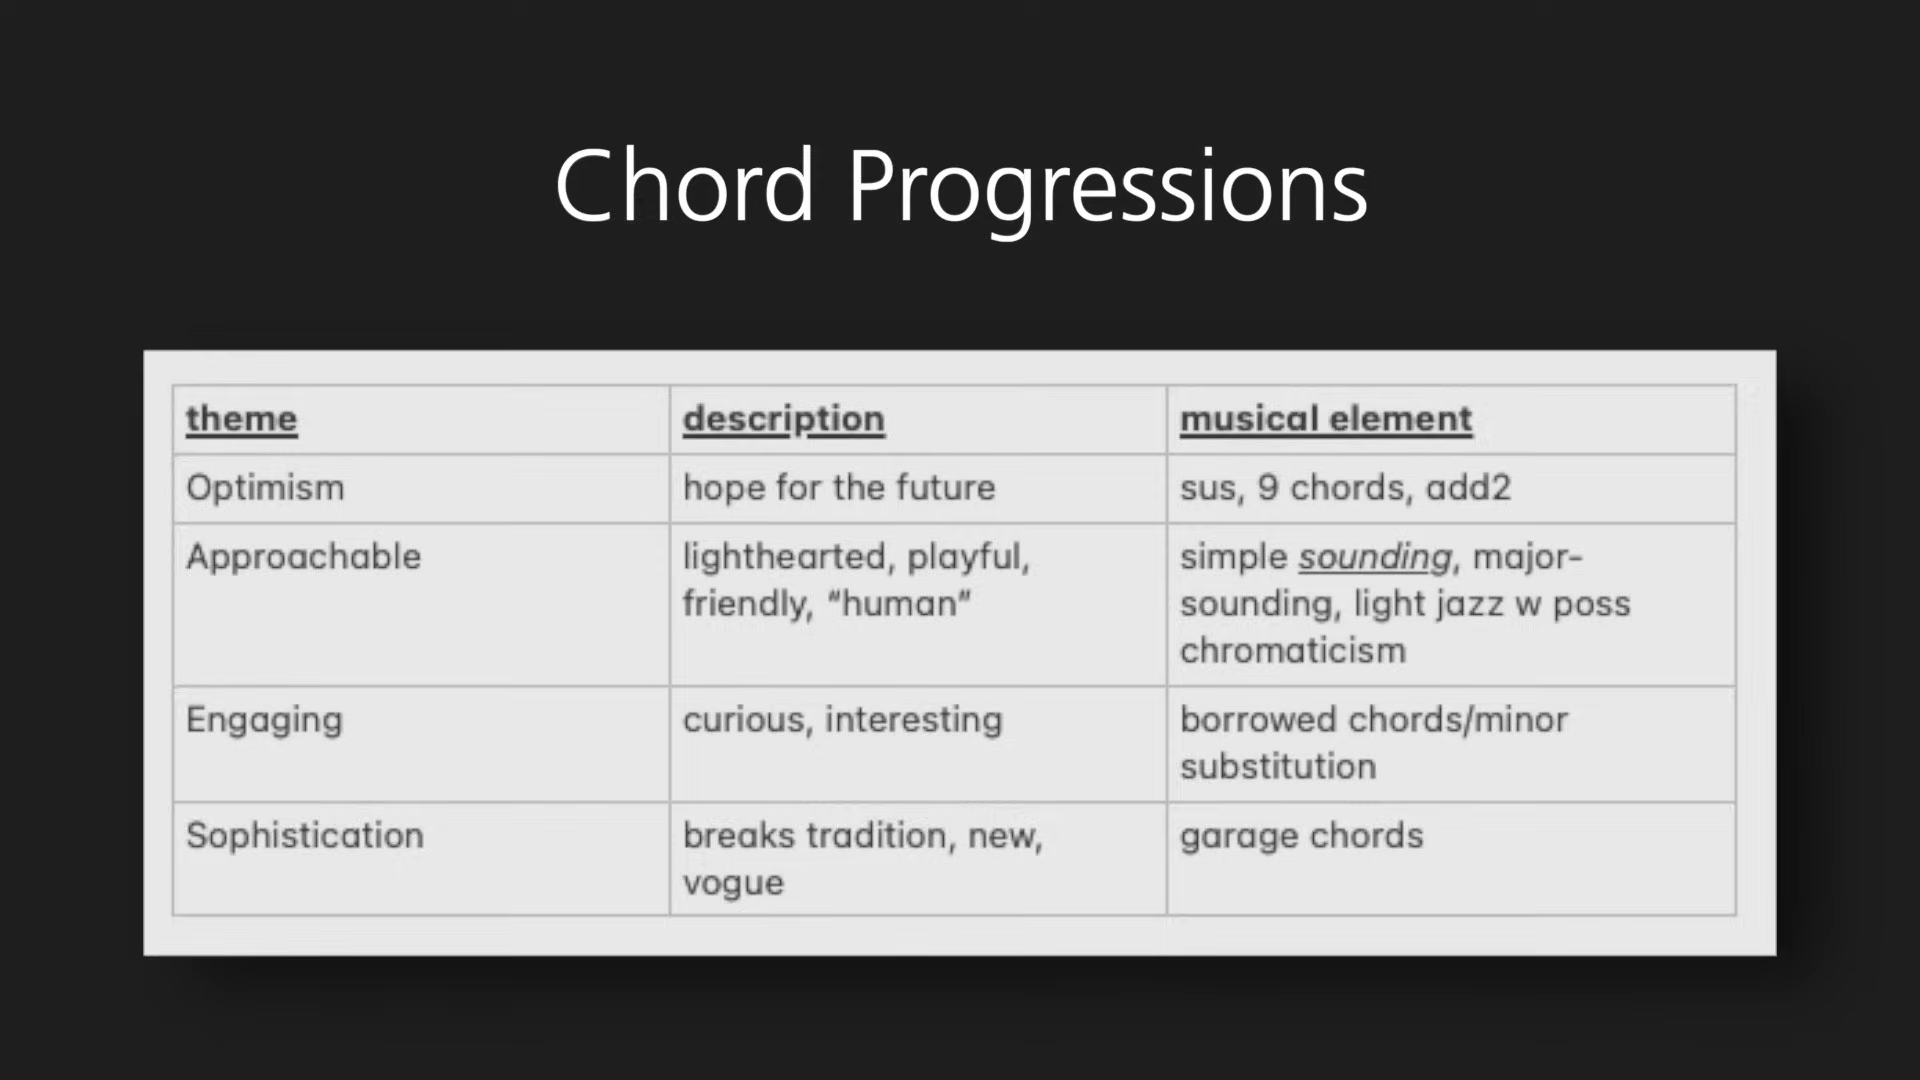 Chord Progressions
theme description musical element
Optimism hope for the future sus, 9 chords, add2
Approachable lighthearted, playful, simple sounding, major-
friendly, “human” sounding, light jazz w poss
chromaticism
Engaging curious, interesting borrowed chords/minor
substitution
Sophistication breaks tradition, new, garage chords
vogue